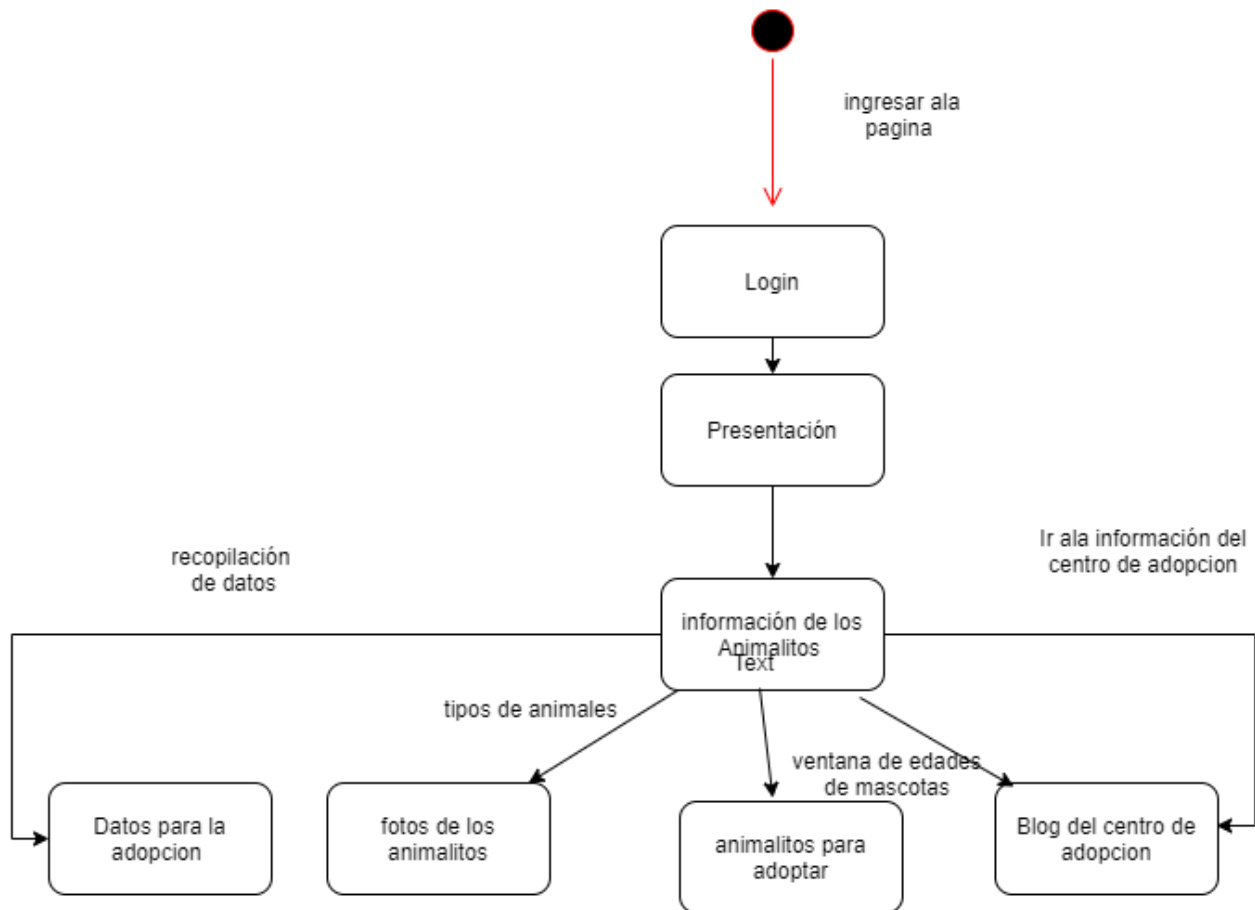 ingresar ala
pagina
Login
Presentación
Ir ala información del
centro de adopcion
recopilación
de datos
información de los
Animalitos
Text
tipos de animales
ventana de edades
de mascotas
Datos para la
adopcion
fotos de los
animalitos
animalitos para
adoptar
Blog del centro de
adopcion